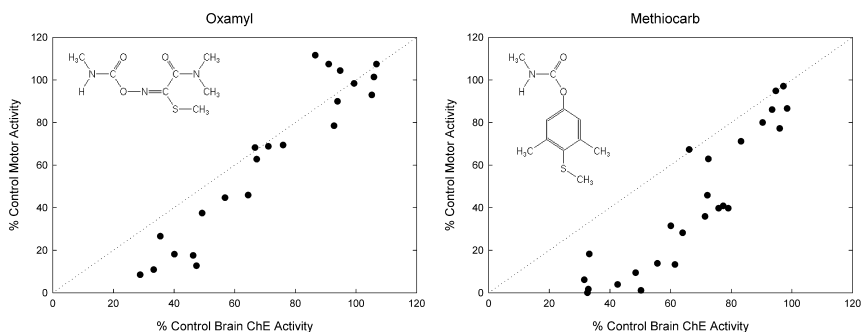 Oxamyl
Methiocarb
120
100
80
60
40
20
0
0 20 40 60 80 100 120
% Control Motor Activity
% Control Brain ChE Activity
CH₃
N
H
C
O
O
N
C
C
O
N
CH₃
CH₃
S
CH₃
120
100
80
60
40
20
0
0 20 40 60 80 100 120
% Control Motor Activity
% Control Brain ChE Activity
CH₃
N
H
C
O
O
H₃C
CH₃
S
CH₃